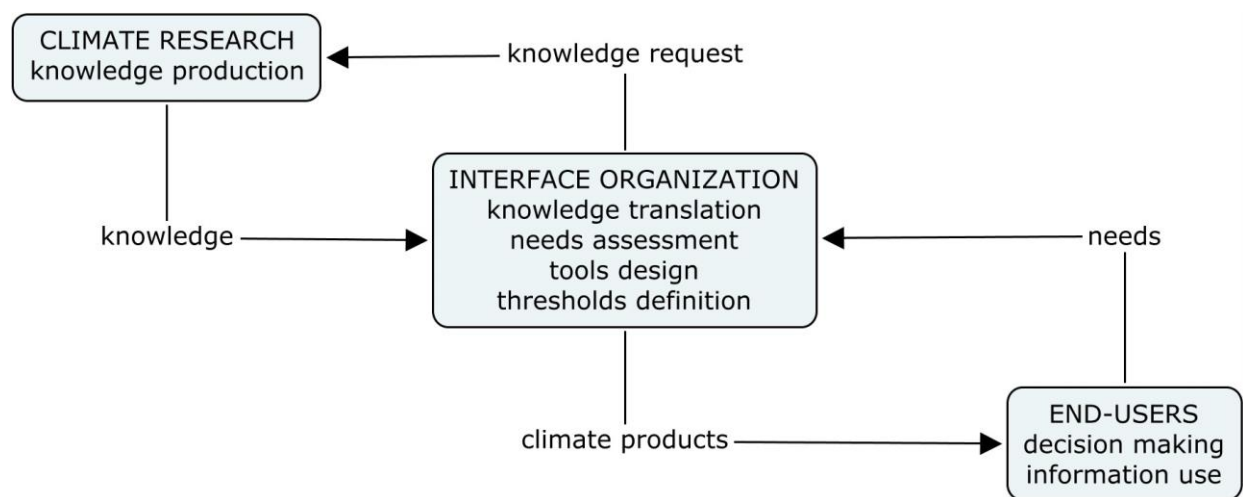 CLIMATE RESEARCH
knowledge production
knowledge request
INTERFACE ORGANIZATION
knowledge translation
needs assessment
tools design
thresholds definition
knowledge
needs
climate products
END-USERS
decision making
information use